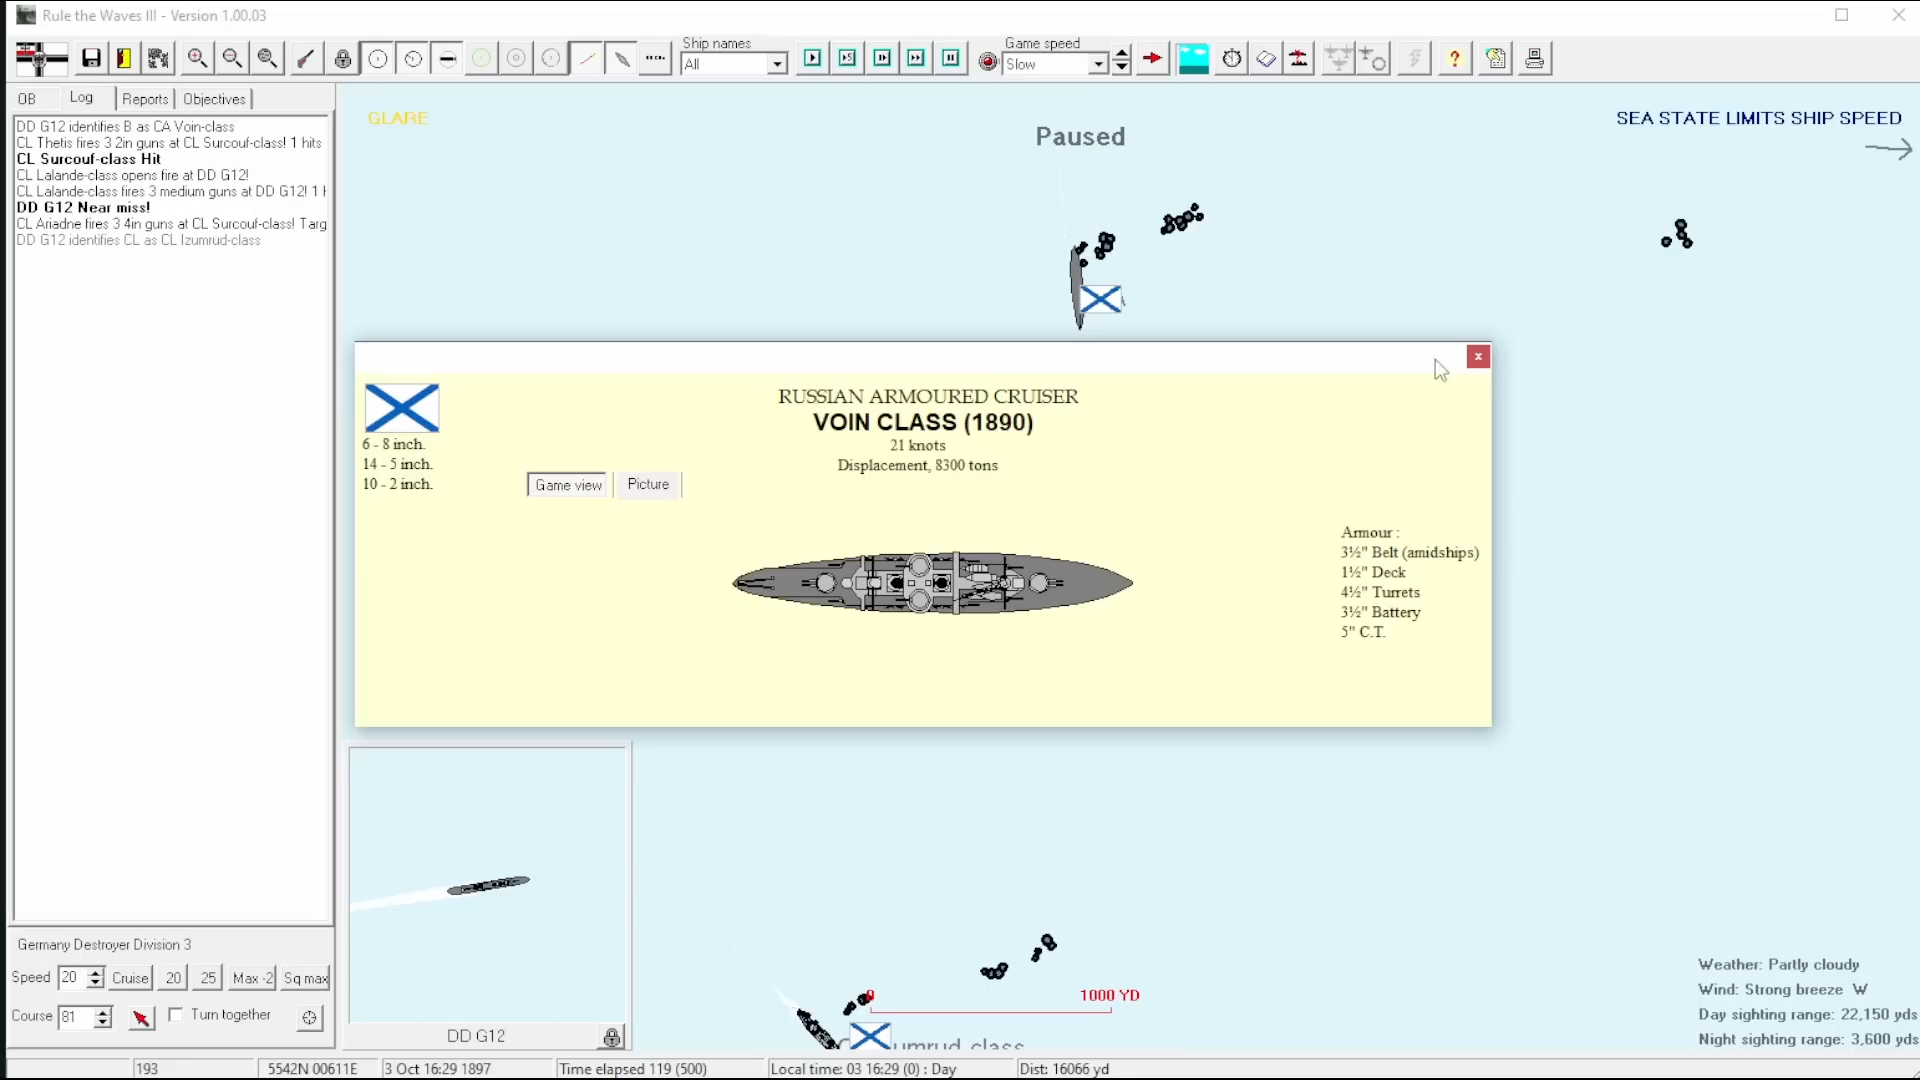 Rule the Waves III - Version 1.00.03
Ship names
All
Game speed
Slow
OB
Log
Reports
Objectives
DD G12 identifies B as CA Voin-class
CL Thetis fires 3 2in guns at CL Surcouf-class! 1 hits
CL Surcouf-class Hit
CL Lalande-class opens fire at DD G12!
CL Lalande-class fires 3 medium guns at DD G12! 1
DD G12 Near miss!
CL Ariadne fires 3 4in guns at CL Surcouf-class! Targ
DD G12 identifies CL as CL Izumrud-class
GLARE
Paused
SEA STATE LIMITS SHIP SPEED
RUSSIAN ARMOURED CRUISER
VOIN CLASS (1890)
21 knots
Displacement, 8300 tons
6 - 8 inch.
14 - 5 inch.
10 - 2 inch.
Game view
Picture
Armour :
3½" Belt (amidships)
1½" Deck
4½" Turrets
3½" Battery
5" C.T.
Germany Destroyer Division 3
Speed 20 Cruise 20 25 Max -2 Sq max
Course 81 Turn together
DD G12
0 1000 YD
umrud class
Weather: Partly cloudy
Wind: Strong breeze W
Day sighting range: 22,150 yds
Night sighting range: 3,600 yds
193
5542N 00611E
3 Oct 16:29 1897
Time elapsed 119 (500)
Local time: 03 16:29 (0) : Day
Dist: 16066 yd